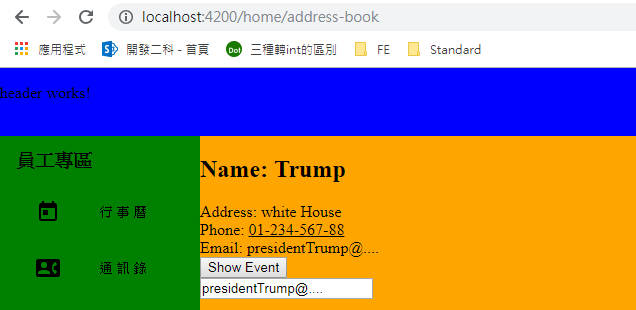 localhost:4200/home/address-book
應用程式 開發二科 - 首頁 Dot 三種轉int的區別 FE Standard
header works!
員工專區
Name: Trump
行事曆
Address: white House
Phone: 01-234-567-88
Email: presidentTrump@....
通訊錄
Show Event
presidentTrump@....